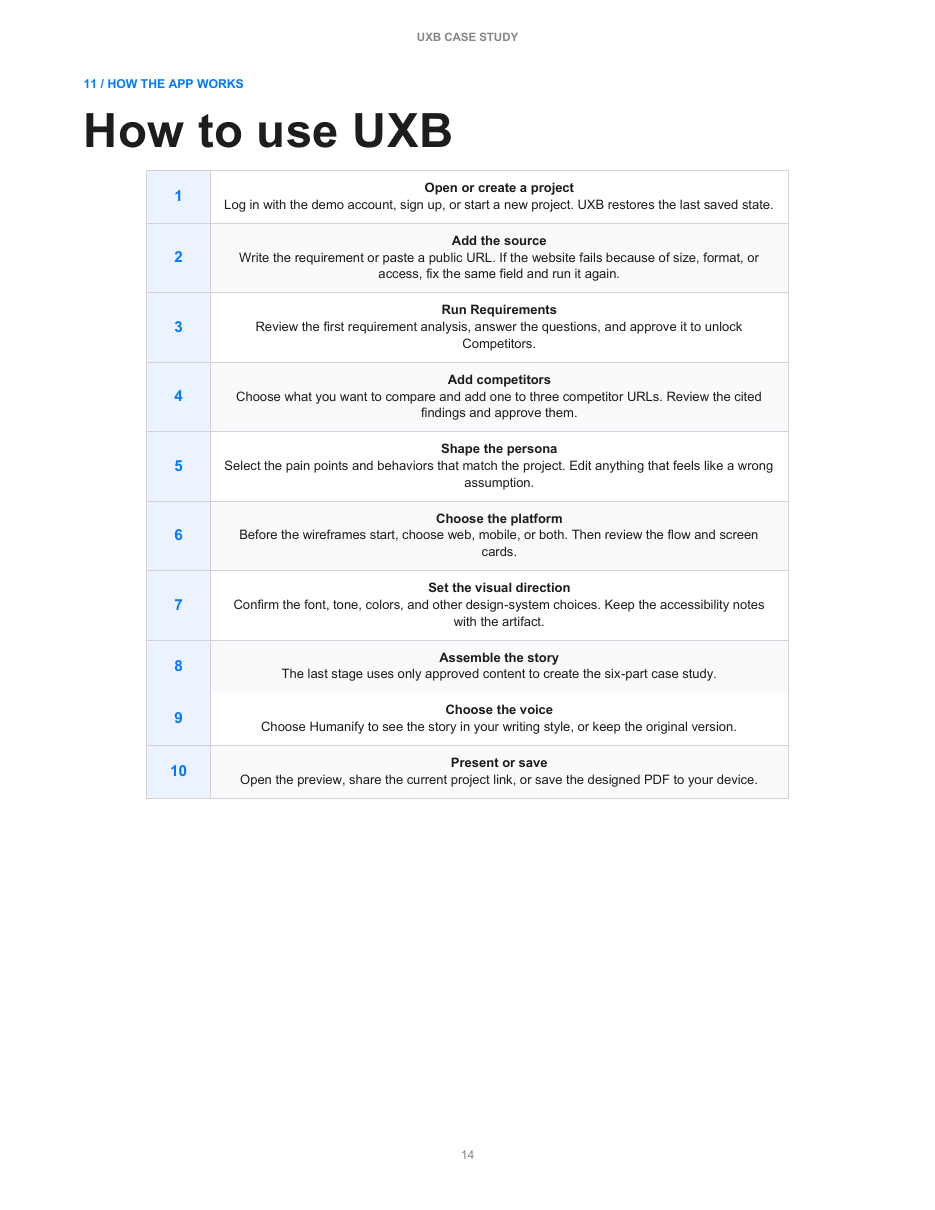 UXB CASE STUDY
11 / HOW THE APP WORKS
How to use UXB
1
Open or create a project
Log in with the demo account, sign up, or start a new project. UXB restores the last saved state.
2
Add the source
Write the requirement or paste a public URL. If the website fails because of size, format, or
access, fix the same field and run it again.
3
Run Requirements
Review the first requirement analysis, answer the questions, and approve it to unlock
Competitors.
4
Add competitors
Choose what you want to compare and add one to three competitor URLs. Review the cited
findings and approve them.
5
Shape the persona
Select the pain points and behaviors that match the project. Edit anything that feels like a wrong
assumption.
6
Choose the platform
Before the wireframes start, choose web, mobile, or both. Then review the flow and screen
cards.
7
Set the visual direction
Confirm the font, tone, colors, and other design-system choices. Keep the accessibility notes
with the artifact.
8
Assemble the story
The last stage uses only approved content to create the six-part case study.
9
Choose the voice
Choose Humanify to see the story in your writing style, or keep the original version.
10
Present or save
Open the preview, share the current project link, or save the designed PDF to your device.
14